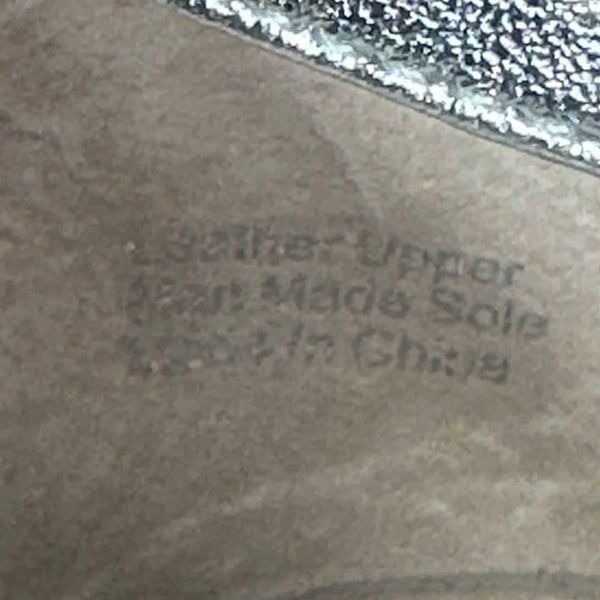 Leather Upper
Man Made Sole
Made in China